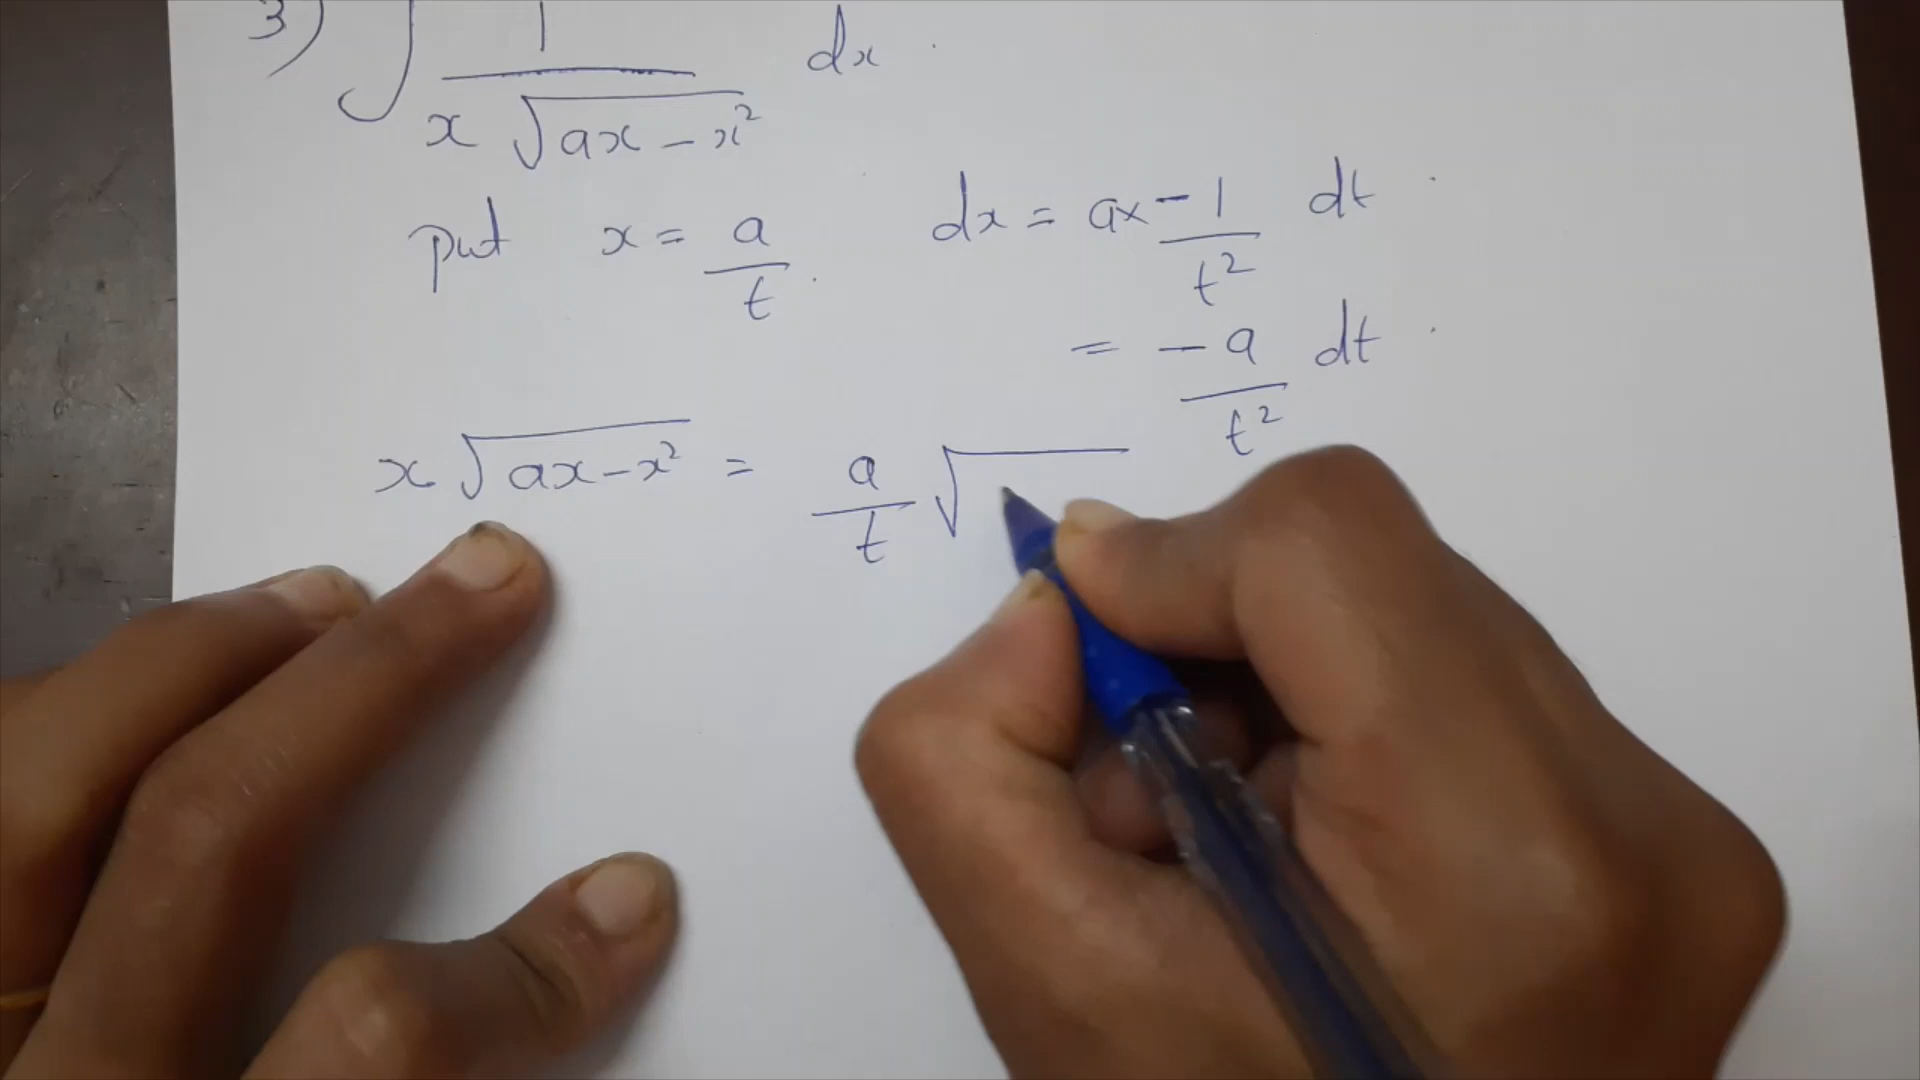 3) ∫ 1 / (x √(ax − x²)) dx
put x = a/t . dx = a × −1/t² dt
= −a/t² dt
x √(ax − x²) = a/t √